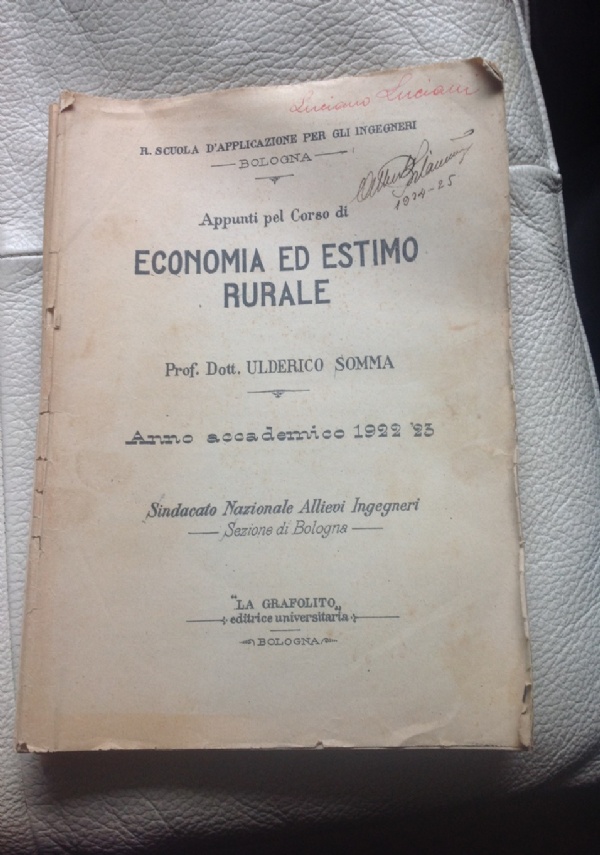 Luciano Luciani
R. SCUOLA D'APPLICAZIONE PER GLI INGEGNERI
BOLOGNA
1924-25
Appunti pel Corso di
ECONOMIA ED ESTIMO
RURALE
Prof. Dott. ULDERICO SOMMA
Anno accademico 1922 '23
Sindacato Nazionale Allievi Ingegneri
Sezione di Bologna
"LA GRAFOLITO„
editrice universitaria
BOLOGNA